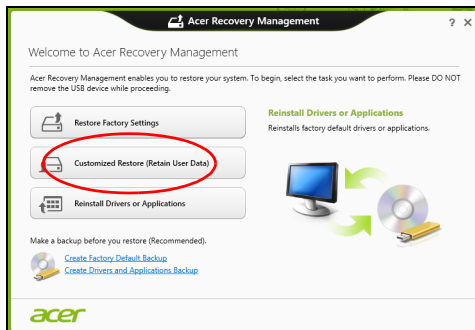 Acer Recovery Management
? ×
Welcome to Acer Recovery Management
Acer Recovery Management enables you to restore your system. To begin, select the task you want to perform. Please DO NOT
remove the USB device while proceeding.
Restore Factory Settings
Customized Restore (Retain User Data)
Reinstall Drivers or Applications
Reinstall Drivers or Applications
Reinstalls factory default drivers or applications.
Make a backup before you restore (Recommended).
Create Factory Default Backup
Create Drivers and Applications Backup
acer